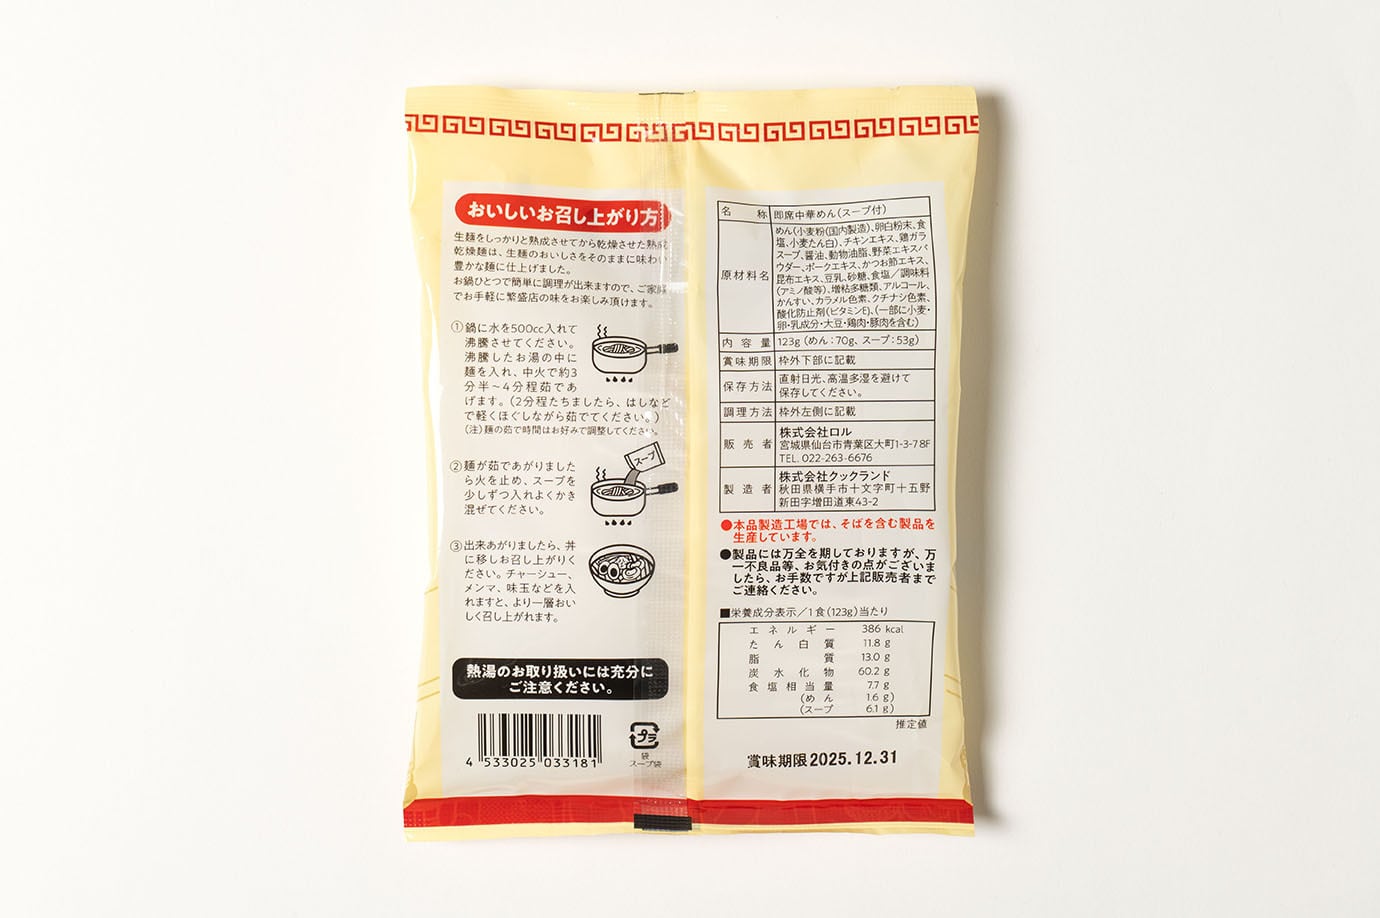 おいしいお召し上がり方
生麺をしっかりと熟成させてから乾燥させた熟成
乾燥麺は、生麺のおいしさをそのままに味わい
豊かな麺に仕上げました。
お鍋ひとつで簡単に調理が出来ますので、ご家庭
でお手軽に繁盛店の味をお楽しみ頂けます。
①鍋に水を500cc入れて
沸騰させてください。
沸騰したお湯の中に
麺を入れ、中火で約3
分半～4分程茹であ
げます。(2分程たちましたら、はしなど
で軽くほぐしながら茹でてください。)
(注)麺の茹で時間はお好みで調整してください。
スープ
②麺が茹であがりました
ら火を止め、スープを
少しずつ入れよくかき
混ぜてください。
③出来あがりましたら、丼
に移しお召し上がりく
ださい。チャーシュー、
メンマ、味玉などを入
れますと、より一層おい
しく召し上がれます。
熱湯のお取り扱いには充分に
ご注意ください。
4 533025 033181
プラ
袋
スープ袋
名称 即席中華めん(スープ付)
原材料名 めん(小麦粉(国内製造)、卵白粉末、食
塩、小麦たん白)、チキンエキス、鶏ガラ
スープ、醤油、動物油脂、野菜エキスパ
ウダー、ポークエキス、かつお節エキス、
昆布エキス、豆乳、砂糖、食塩／調味料
(アミノ酸等)、増粘多糖類、アルコール、
かんすい、カラメル色素、クチナシ色素、
酸化防止剤(ビタミンE)、(一部に小麦・
卵・乳成分・大豆・鶏肉・豚肉を含む)
内容量 123g(めん:70g、スープ:53g)
賞味期限 枠外下部に記載
保存方法 直射日光、高温多湿を避けて
保存してください。
調理方法 枠外左側に記載
販売者 株式会社ロル
宮城県仙台市青葉区大町1-3-7 8F
TEL. 022-263-6676
製造者 株式会社クックランド
秋田県横手市十文字町十五野
新田字増田道東43-2
●本品製造工場では、そばを含む製品を
生産しています。
●製品には万全を期しておりますが、万
一不良品等、お気付きの点がございま
したら、お手数ですが上記販売者まで
ご連絡ください。
■栄養成分表示／1食(123g)当たり
エネルギー 386 kcal
たん白質 11.8 g
脂質 13.0 g
炭水化物 60.2 g
食塩相当量 7.7 g
(めん 1.6 g)
(スープ 6.1 g)
推定値
賞味期限2025.12.31